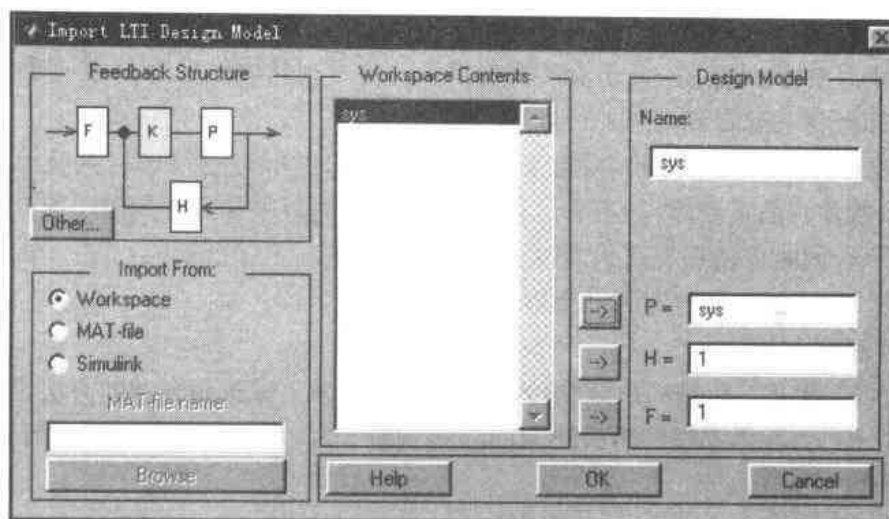 Import LTI Design Model
Feedback Structure
F
K
P
H
Other...
Import From:
Workspace
MAT-file
Simulink
MAT-file name:
Browse
Workspace Contents
sys
-->
-->
-->
Design Model
Name:
sys
P = sys
H = 1
F = 1
Help
OK
Cancel